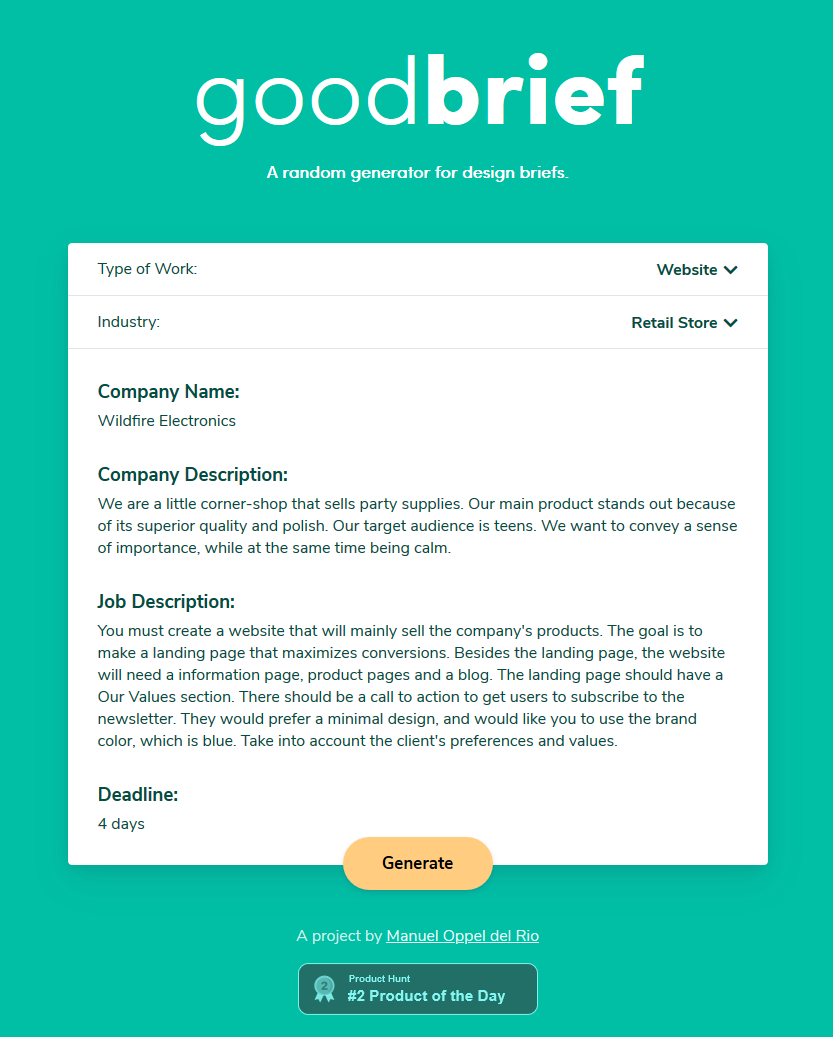 goodbrief
A random generator for design briefs.
Type of Work:
Website
Industry:
Retail Store
Company Name:
Wildfire Electronics
Company Description:
We are a little corner-shop that sells party supplies. Our main product stands out because
of its superior quality and polish. Our target audience is teens. We want to convey a sense
of importance, while at the same time being calm.
Job Description:
You must create a website that will mainly sell the company's products. The goal is to
make a landing page that maximizes conversions. Besides the landing page, the website
will need a information page, product pages and a blog. The landing page should have a
Our Values section. There should be a call to action to get users to subscribe to the
newsletter. They would prefer a minimal design, and would like you to use the brand
color, which is blue. Take into account the client's preferences and values.
Deadline:
4 days
Generate
A project by Manuel Oppel del Rio
2
Product Hunt
#2 Product of the Day